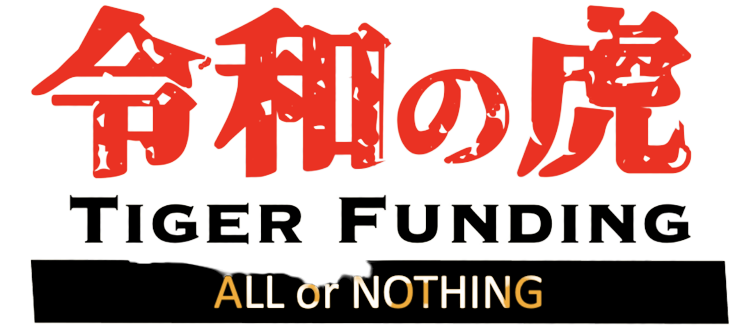 令和の虎
TIGER FUNDING
ALL or NOTHING